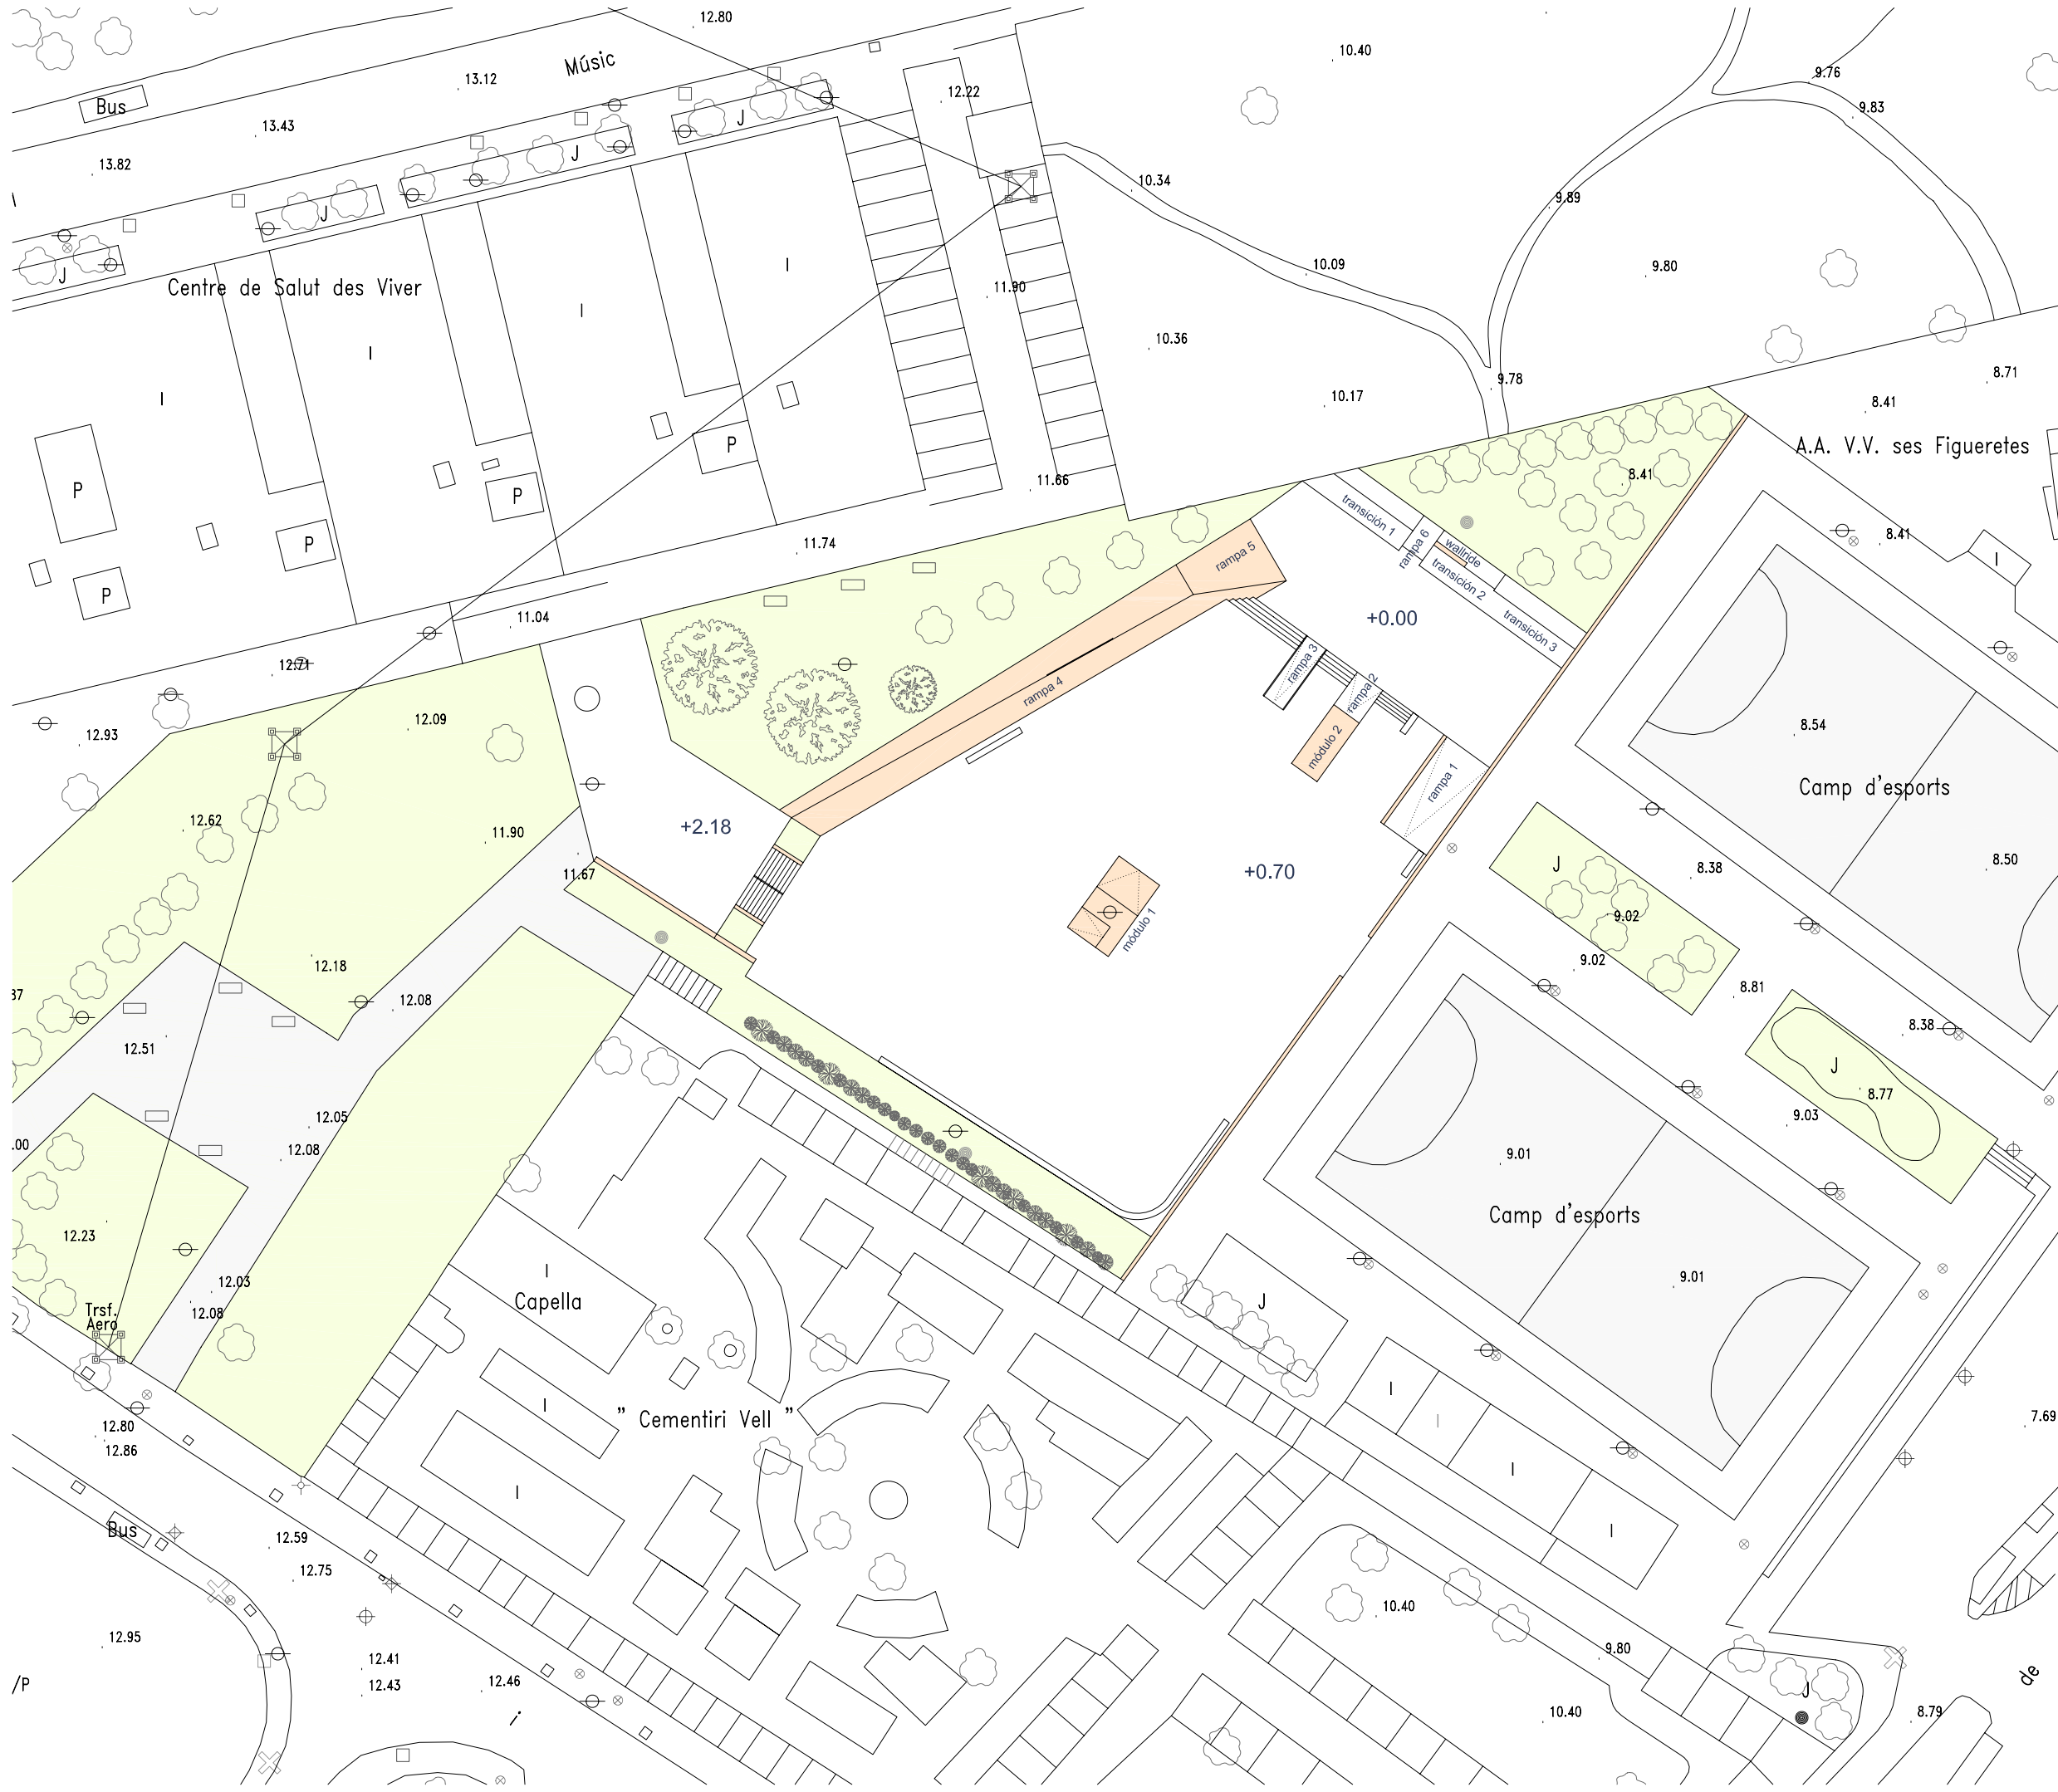 12.80
Músic
10.40
13.12
9.76
Bus
12.22
9.83
J
13.43
J
13.82
10.34
9.89
J
J
10.09
9.80
I
Centre de Salut des Viver
11.90
I
10.36
I
8.71
9.78
I
10.17
8.41
P
A.A. V.V. ses Figueretes
8.41
11.66
P
P
transición 1
8.41
rampa 6
wallride
P
11.74
rampa 5
I
transición 2
P
11.04
+0.00
transición 3
12.71
rampa 3
rampa 4
rampa 2
12.09
8.54
12.93
módulo 2
rampa 1
Camp d'esports
12.62
+2.18
11.90
8.50
J
8.38
11.67
+0.70
9.02
módulo 1
9.02
12.18
8.81
37
12.08
8.38
12.51
J
8.77
12.05
9.03
.00
12.08
9.01
Camp d'esports
12.23
I
9.01
12.03
Capella
J
Trsf.
Aero
12.08
I
I
I
" Cementiri Vell "
12.80
7.69
12.86
I
I
Bus
12.59
I
12.75
10.40
12.95
9.80
12.41
/P
12.43
12.46
de
J
i
10.40
8.79